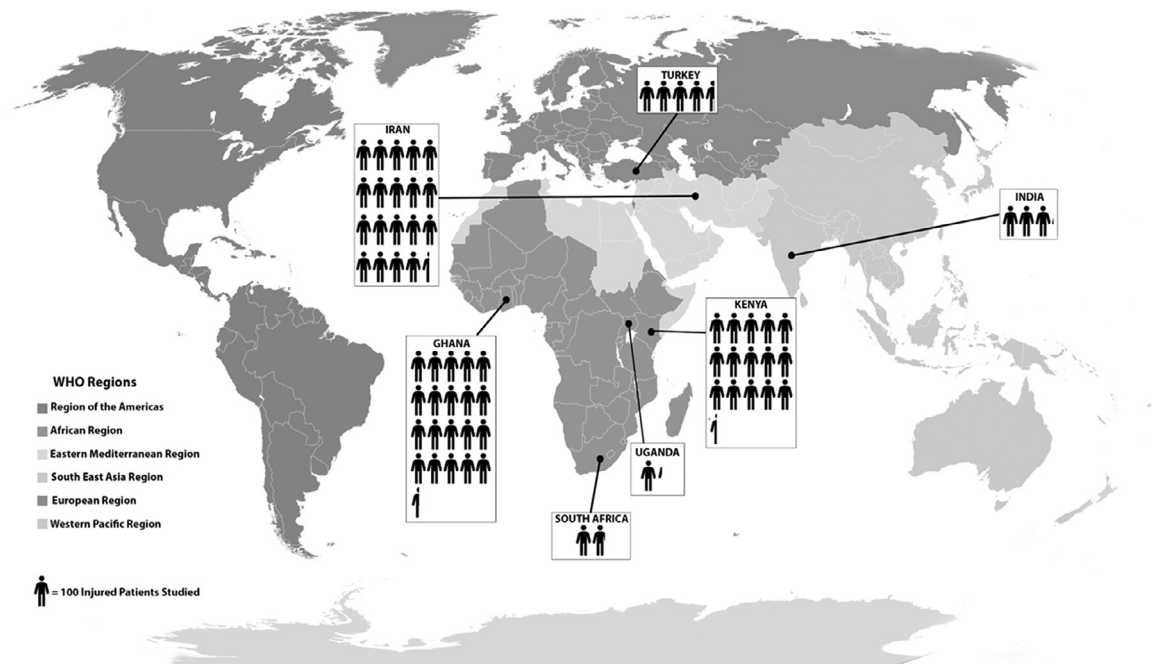 TURKEY
IRAN
INDIA
KENYA
GHANA
WHO Regions
Region of the Americas
African Region
Eastern Mediterranean Region
South East Asia Region
European Region
Western Pacific Region
UGANDA
SOUTH AFRICA
= 100 Injured Patients Studied